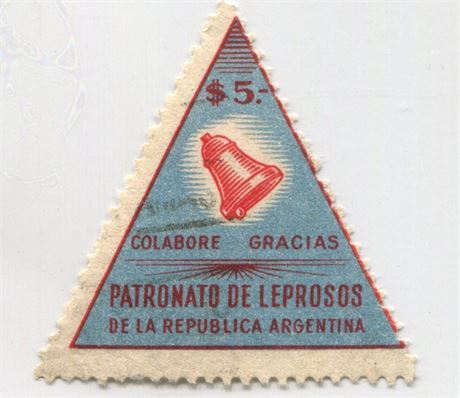 $5.-
COLABORE GRACIAS
PATRONATO DE LEPROSOS
DE LA REPUBLICA ARGENTINA